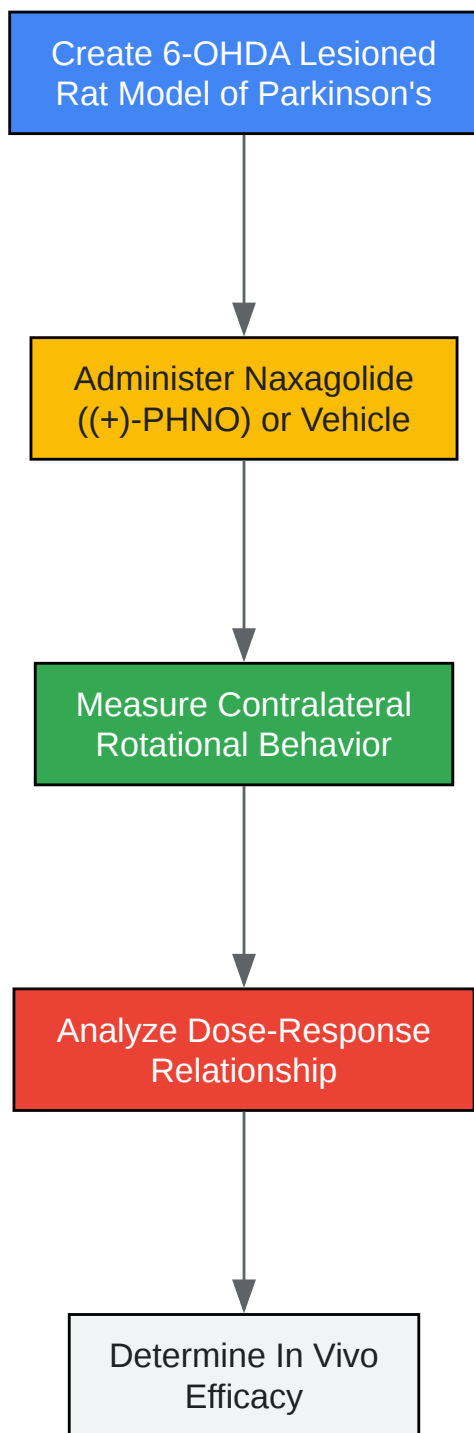 Create 6-OHDA Lesioned
Rat Model of Parkinson's
Administer Naxagolide
((+)-PHNO) or Vehicle
Measure Contralateral
Rotational Behavior
Analyze Dose-Response
Relationship
Determine In Vivo
Efficacy